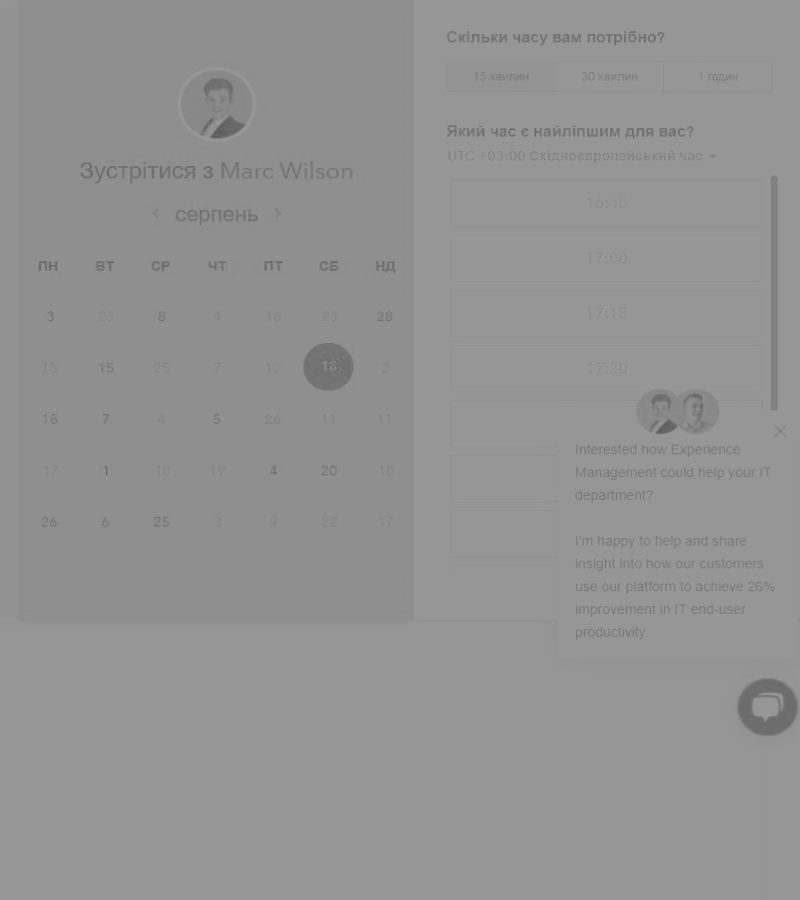 Зустрітися з Marc Wilson
серпень
ПН ВТ СР ЧТ ПТ СБ НД
3 23 8 4 18 23 28
13 15 25 7 12 18 2
18 7 4 5 26 11 11
17 1 10 19 4 20 10
26 6 25 3 9 22 17
Скільки часу вам потрібно?
15 хвилин 30 хвилин 1 годин
Який час є найліпшим для вас?
UTC +03:00 Східноєвропейський час
16:45
17:00
17:15
17:30
Interested how Experience
Management could help your IT
department?
I'm happy to help and share
insight into how our customers
use our platform to achieve 26%
improvement in IT end-user
productivity.